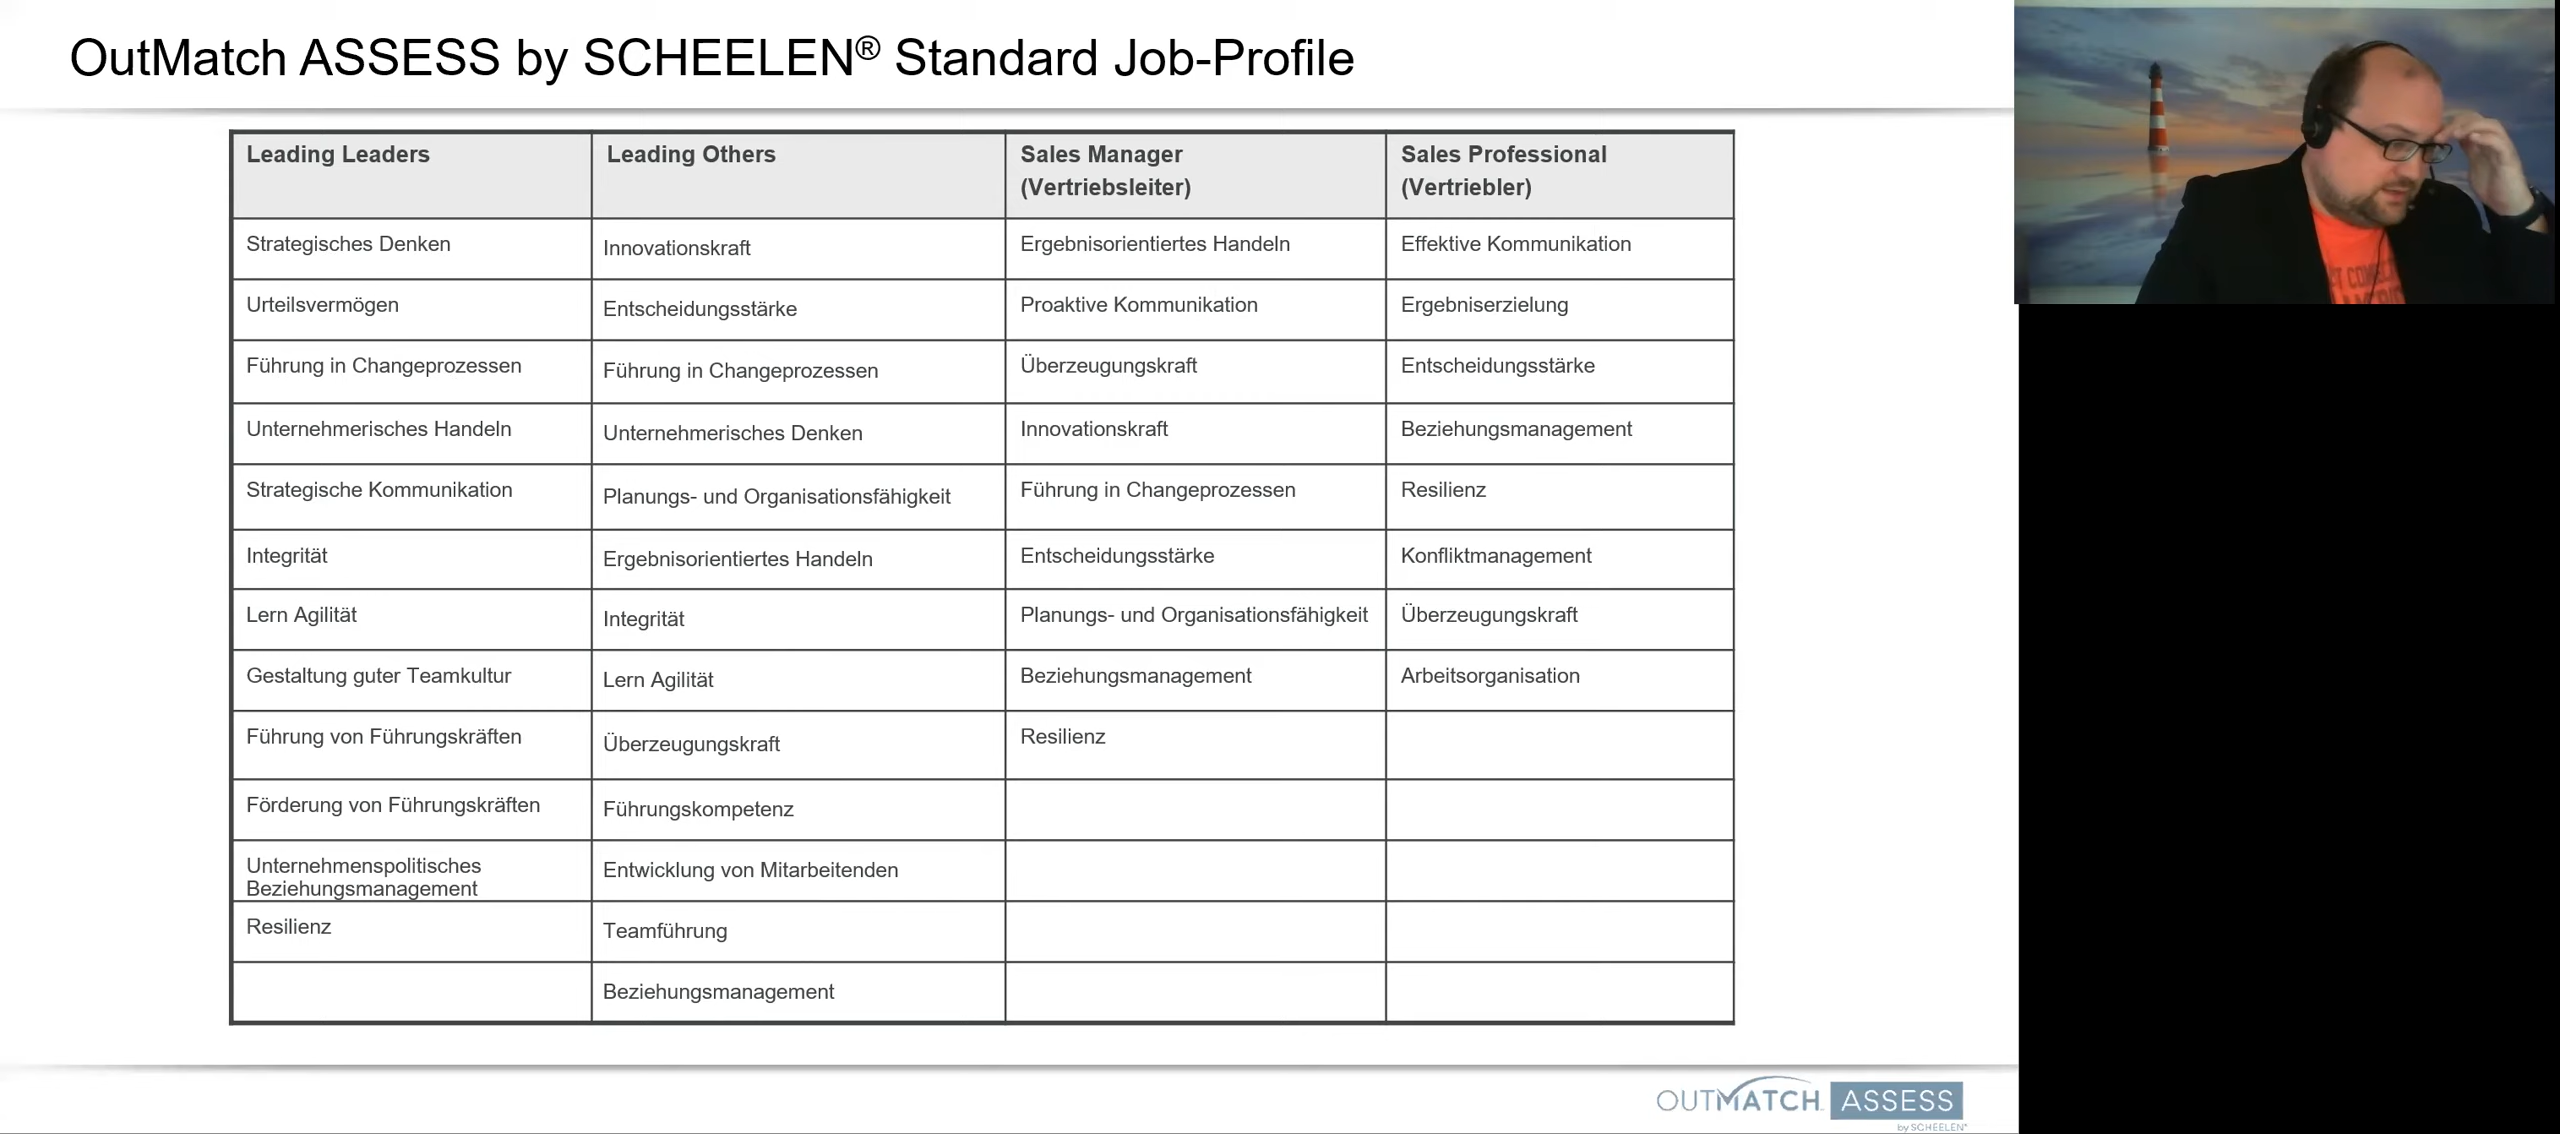 OutMatch ASSESS by SCHEELEN® Standard Job-Profile
Leading Leaders
Leading Others
Sales Manager
(Vertriebsleiter)
Sales Professional
(Vertriebler)
Strategisches Denken
Innovationskraft
Ergebnisorientiertes Handeln
Effektive Kommunikation
Urteilsvermögen
Entscheidungsstärke
Proaktive Kommunikation
Ergebniserzielung
Führung in Changeprozessen
Führung in Changeprozessen
Überzeugungskraft
Entscheidungsstärke
Unternehmerisches Handeln
Unternehmerisches Denken
Innovationskraft
Beziehungsmanagement
Strategische Kommunikation
Planungs- und Organisationsfähigkeit
Führung in Changeprozessen
Resilienz
Integrität
Ergebnisorientiertes Handeln
Entscheidungsstärke
Konfliktmanagement
Lern Agilität
Integrität
Planungs- und Organisationsfähigkeit
Überzeugungskraft
Gestaltung guter Teamkultur
Lern Agilität
Beziehungsmanagement
Arbeitsorganisation
Führung von Führungskräften
Überzeugungskraft
Resilienz
Förderung von Führungskräften
Führungskompetenz
Unternehmenspolitisches
Beziehungsmanagement
Entwicklung von Mitarbeitenden
Resilienz
Teamführung
Beziehungsmanagement
OUTMATCH ASSESS
by SCHEELEN®